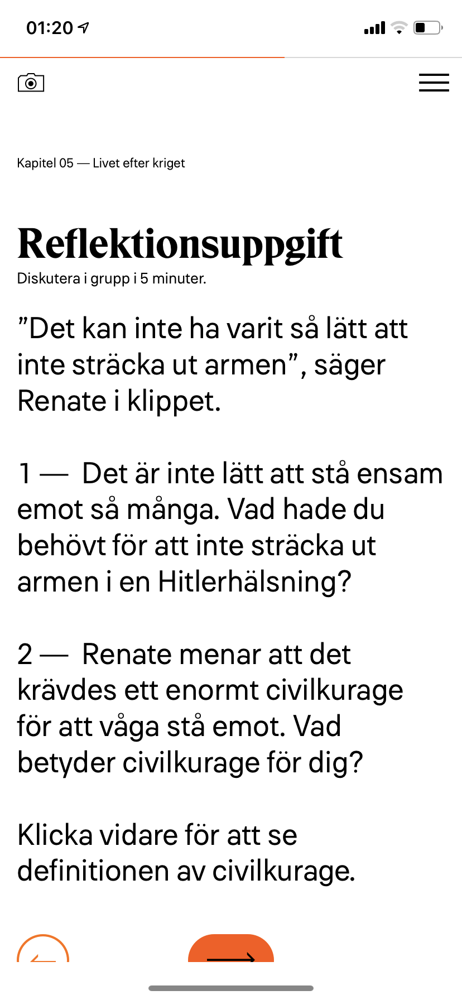 01:20
Kapitel 05 — Livet efter kriget
Reflektionsuppgift
Diskutera i grupp i 5 minuter.
”Det kan inte ha varit så lätt att
inte sträcka ut armen”, säger
Renate i klippet.
1 — Det är inte lätt att stå ensam
emot så många. Vad hade du
behövt för att inte sträcka ut
armen i en Hitlerhälsning?
2 — Renate menar att det
krävdes ett enormt civilkurage
för att våga stå emot. Vad
betyder civilkurage för dig?
Klicka vidare för att se
definitionen av civilkurage.